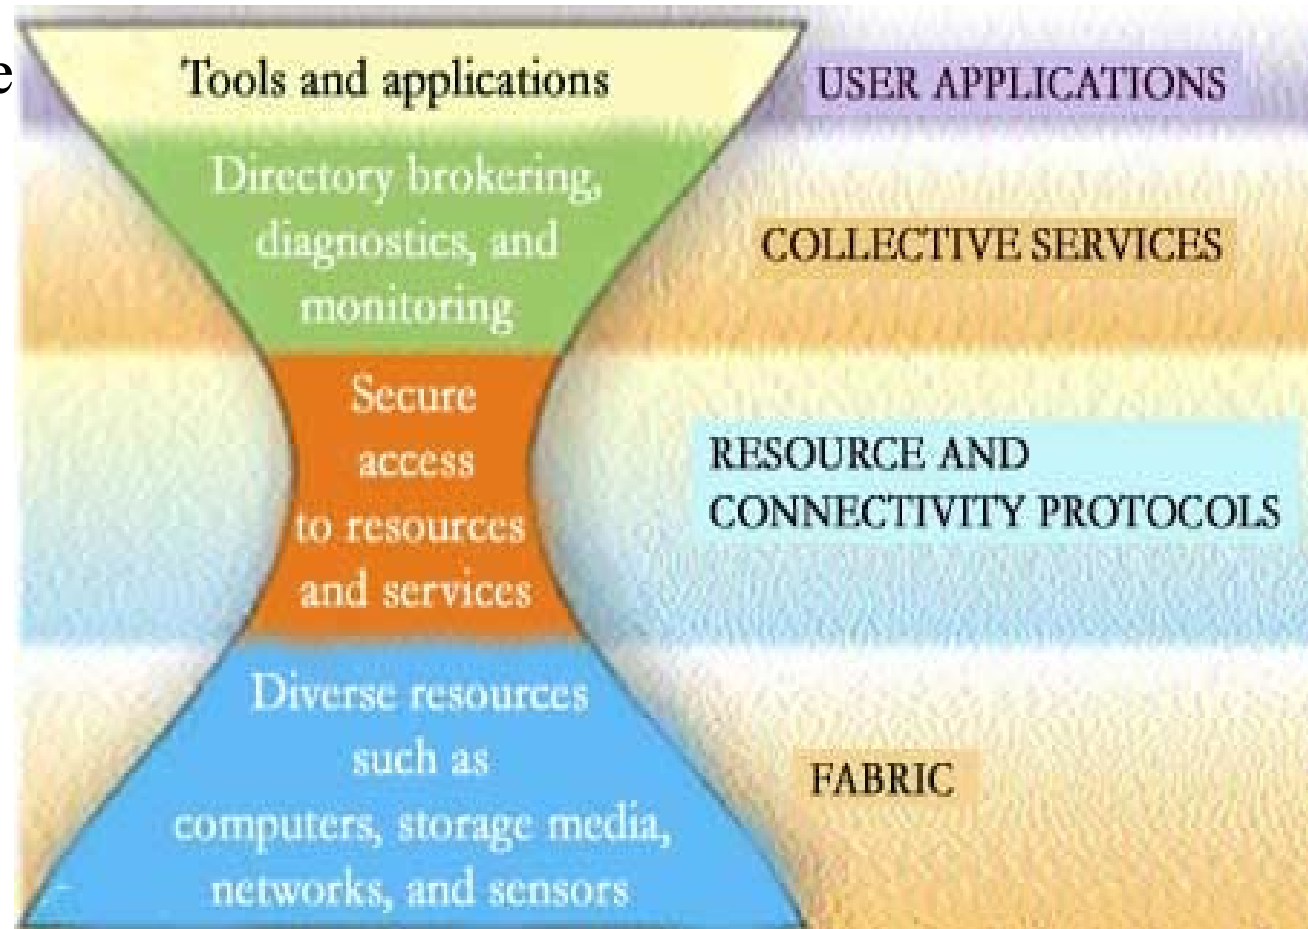 e
Tools and applications
USER APPLICATIONS
Directory brokering,
diagnostics, and
monitoring
COLLECTIVE SERVICES
Secure
access
to resources
and services
RESOURCE AND
CONNECTIVITY PROTOCOLS
Diverse resources
such as
computers, storage media,
networks, and sensors
FABRIC